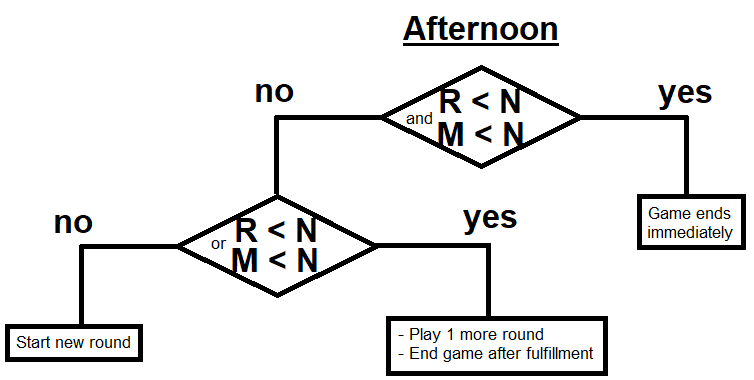 Afternoon
no
R < N
and
M < N
yes
Game ends
immediately
no
R < N
or
M < N
yes
Start new round
- Play 1 more round
- End game after fulfillment